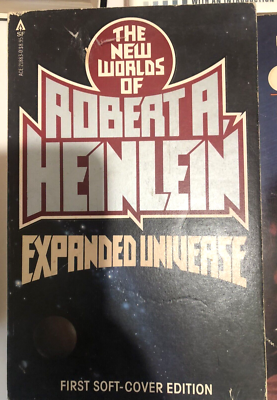 THE
NEW
WORLDS
OF
ROBERT A.
HEINLEIN
EXPANDED UNIVERSE
FIRST SOFT-COVER EDITION